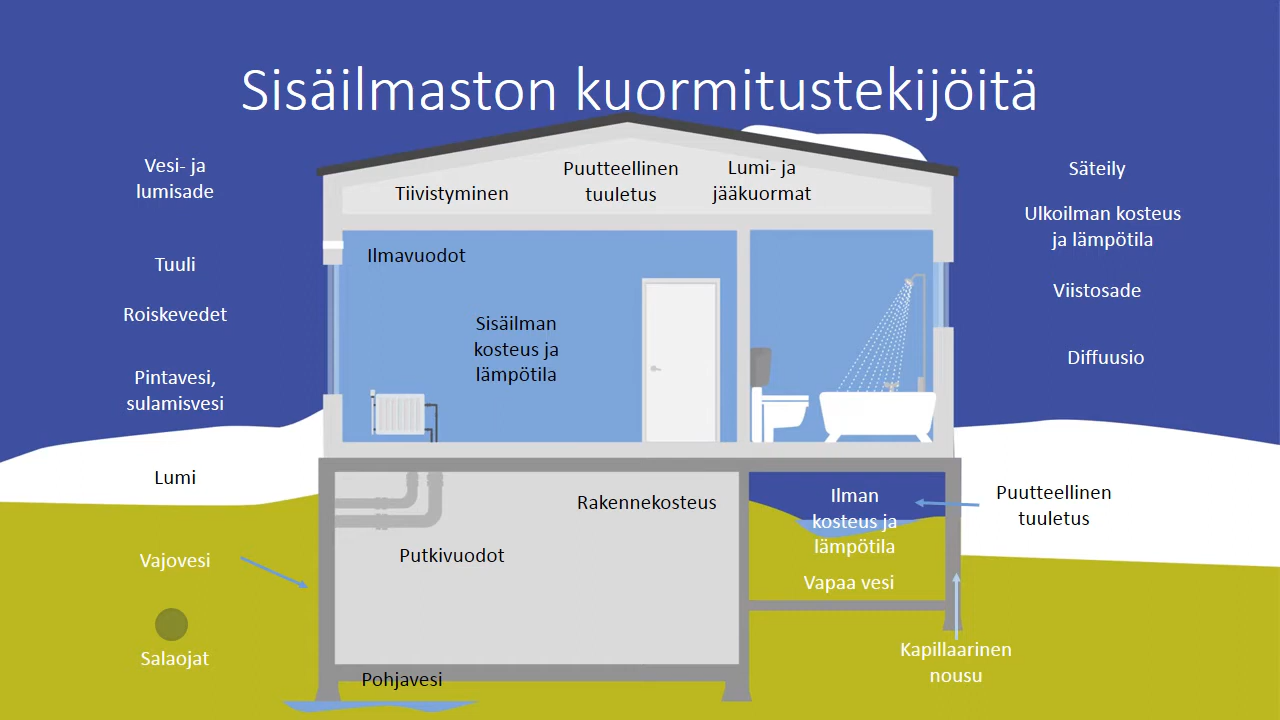 Sisäilmaston kuormitustekijöitä
Vesi- ja
lumisade
Tuuli
Roiskevedet
Pintavesi,
sulamisvesi
Lumi
Vajovesi
Salaojat
Tiivistyminen
Puutteellinen
tuuletus
Lumi- ja
jääkuormat
Ilmavuodot
Sisäilman
kosteus ja
lämpötila
Rakennekosteus
Putkivuodot
Pohjavesi
Ilman
kosteus ja
lämpötila
Vapaa vesi
Säteily
Ulkoilman kosteus
ja lämpötila
Viistosade
Diffuusio
Puutteellinen
tuuletus
Kapillaarinen
nousu